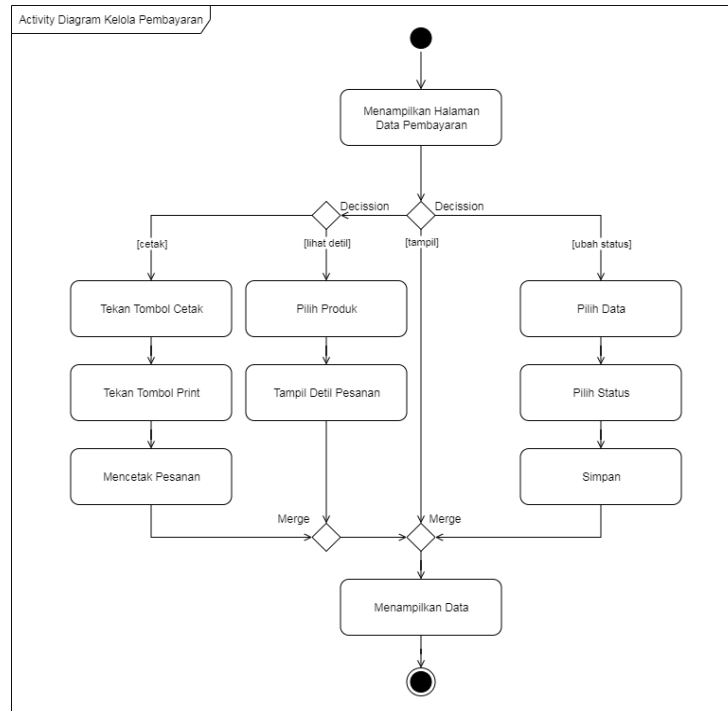 Activity Diagram Kelola Pembayaran
Menampilkan Halaman
Data Pembayaran
Decission
Decission
[cetak]
[lihat detil]
[tampil]
[ubah status]
Tekan Tombol Cetak
Pilih Produk
Pilih Data
Tekan Tombol Print
Tampil Detil Pesanan
Pilih Status
Mencetak Pesanan
Simpan
Merge
Merge
Menampilkan Data